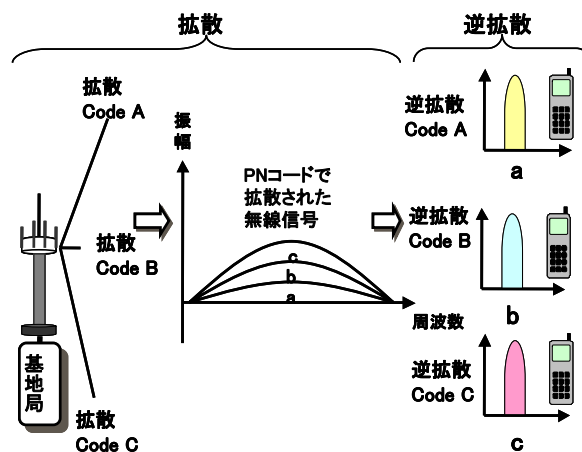 拡散
逆拡散
拡散
Code A
拡散
Code B
拡散
Code C
基地局
振幅
PNコードで
拡散された
無線信号
c
b
a
周波数
逆拡散
Code A
a
逆拡散
Code B
b
逆拡散
Code C
c